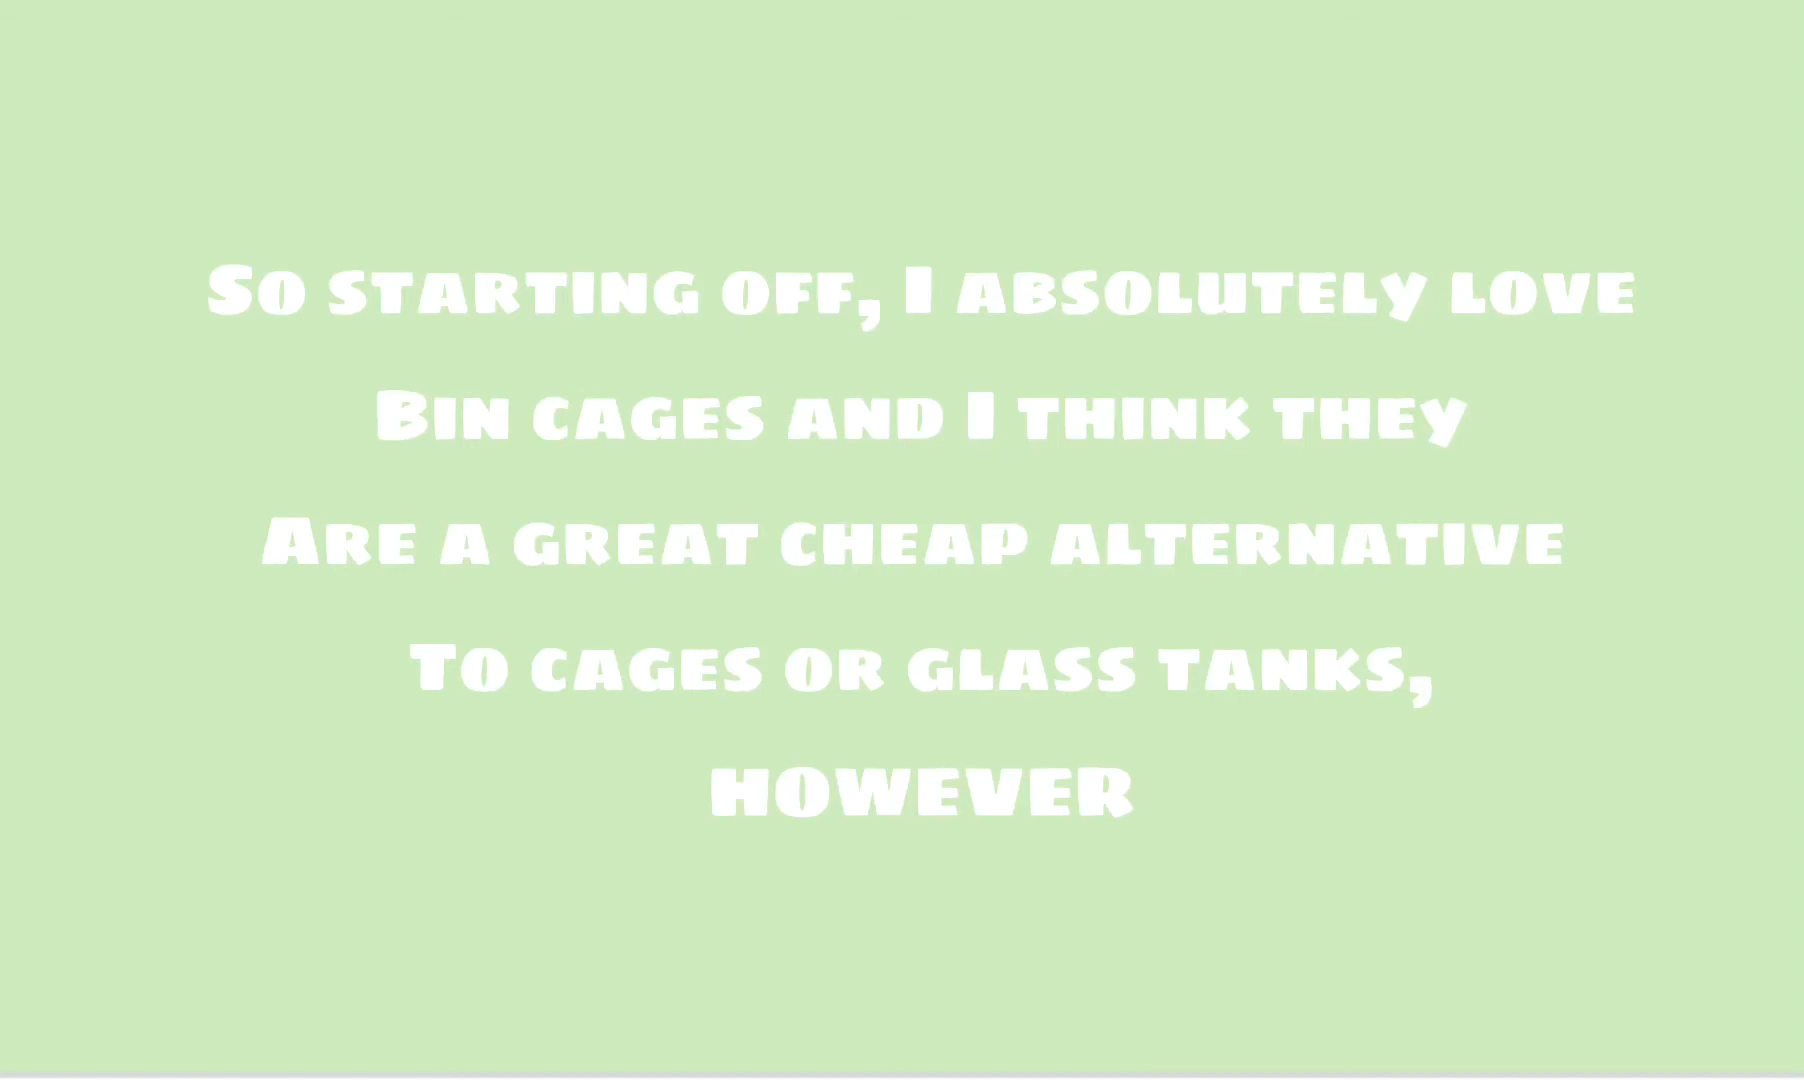 So starting off, I absolutely love
Bin cages and I think they
Are a great cheap alternative
To cages or glass tanks,
HOWEVER